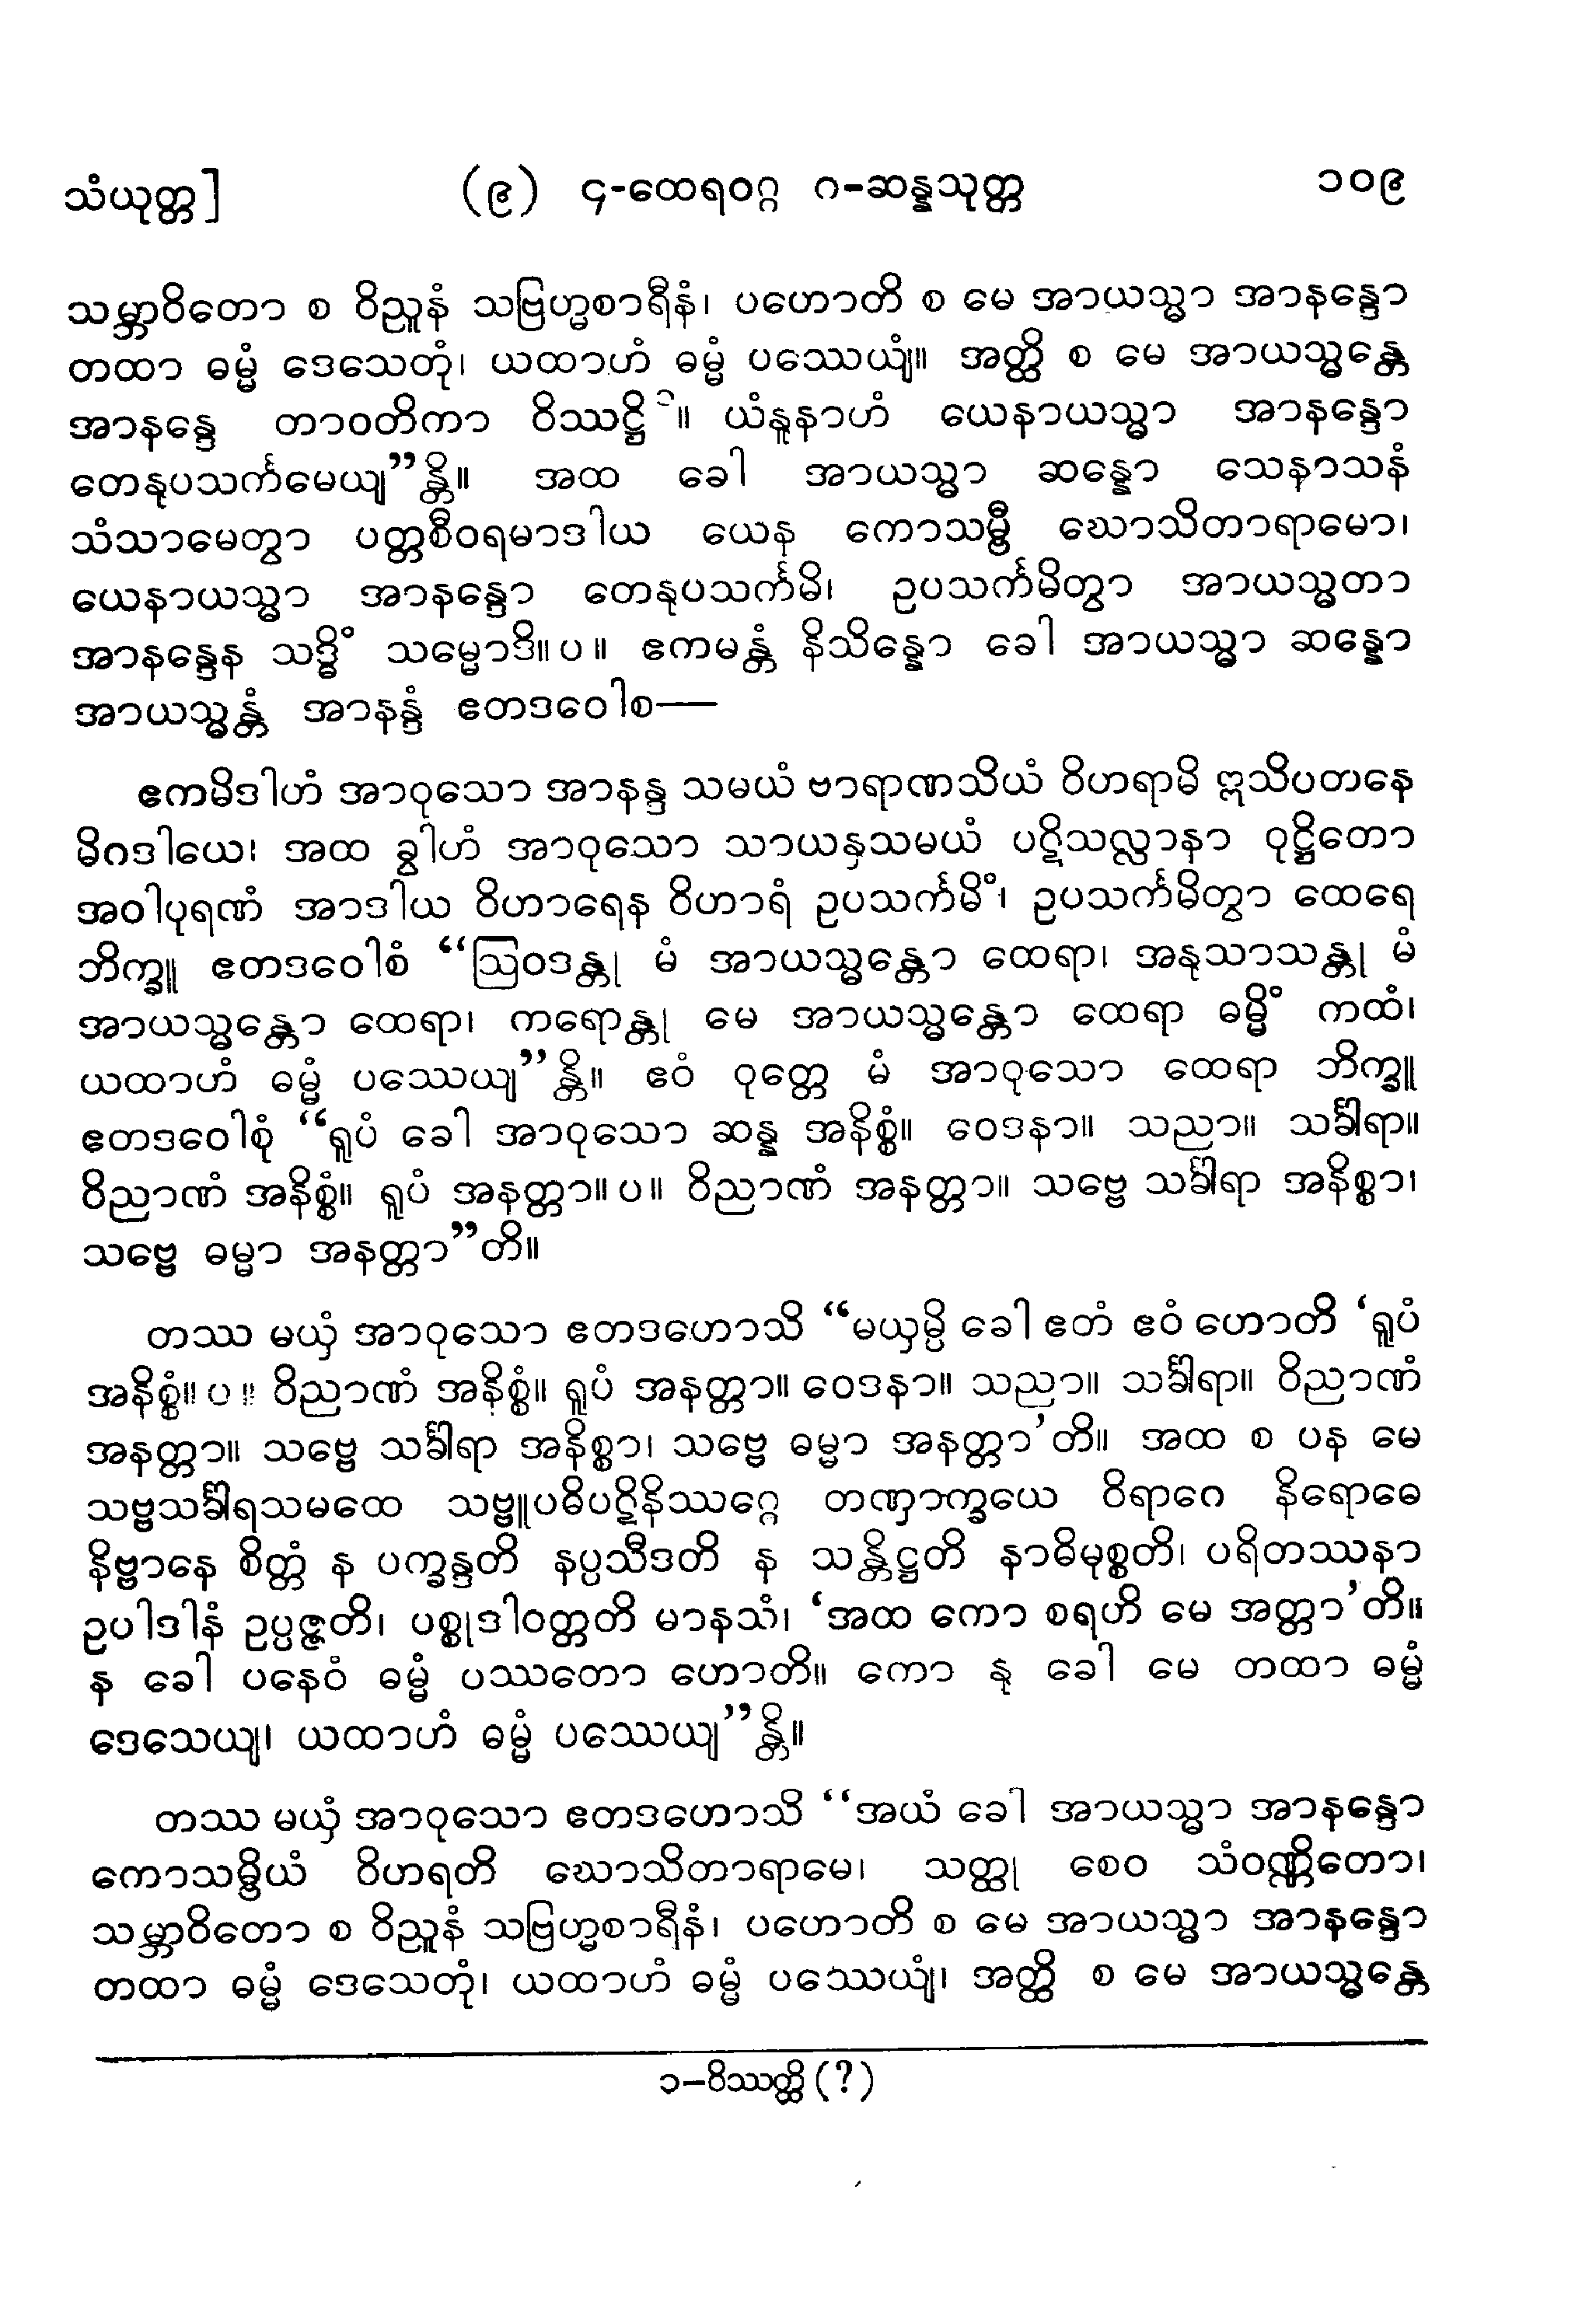 သံယုတ္တ] (၉) ၄-ထေရဝဂ္ဂ ဂ-ဆန္နသုတ္တ ၁၀၉
သမ္ဘာဝိတော စ ဝိညူနံ သဗြဟ္မစာရီနံ၊ ပဟောတိ စ မေ အာယသ္မာ အာနန္ဒော
တထာ ဓမ္မံ ဒေသေတုံ၊ ယထာဟံ ဓမ္မံ ပဿေယျံ။ အတ္ထိ စ မေ အာယသ္မန္တေ
အာနန္ဒေ တာဝတိကာ ဝိဿဋ္ဌိ ၁။ ယံနူနာဟံ ယေနာယသ္မာ အာနန္ဒော
တေနုပသင်္ကမေယျ”န္တိ။ အထ ခေါ အာယသ္မာ ဆန္နော သေနာသနံ
သံသာမေတွာ ပတ္တစီဝရမာဒါယ ယေန ကောသမ္ဗီ ဃောသိတာရာမော၊
ယေနာယသ္မာ အာနန္ဒော တေနုပသင်္ကမိ၊ ဥပသင်္ကမိတွာ အာယသ္မတာ
အာနန္ဒေန သဒ္ဓိံ သမ္မောဒိ။ပ။ ဧကမန္တံ နိသိန္နော ခေါ အာယသ္မာ ဆန္နော
အာယသ္မန္တံ အာနန္ဒံ ဧတဒဝေါစ—
ဧကမိဒါဟံ အာဝုသော အာနန္ဒ သမယံ ဗာရာဏသိယံ ဝိဟရာမိ ဣသိပတနေ
မိဂဒါယေ၊ အထ ခွါဟံ အာဝုသော သာယနှသမယံ ပဋိသလ္လာနာ ဝုဋ္ဌိတော
အဝါပုရဏံ အာဒါယ ဝိဟာရေန ဝိဟာရံ ဥပသင်္ကမိံ၊ ဥပသင်္ကမိတွာ ထေရေ
ဘိက္ခူ ဧတဒဝေါစံ “ဩဝဒန္တု မံ အာယသ္မန္တော ထေရာ၊ အနုသာသန္တု မံ
အာယသ္မန္တော ထေရာ၊ ကရောန္တု မေ အာယသ္မန္တော ထေရာ ဓမ္မိံ ကထံ၊
ယထာဟံ ဓမ္မံ ပဿေယျ”န္တိ။ ဧဝံ ဝုတ္တေ မံ အာဝုသော ထေရာ ဘိက္ခူ
ဧတဒဝေါစုံ “ရူပံ ခေါ အာဝုသော ဆန္န အနိစ္စံ။ ဝေဒနာ။ သညာ။ သင်္ခါရာ။
ဝိညာဏံ အနိစ္စံ။ ရူပံ အနတ္တာ။ပ။ ဝိညာဏံ အနတ္တာ။ သဗ္ဗေ သင်္ခါရာ အနိစ္စာ၊
သဗ္ဗေ ဓမ္မာ အနတ္တာ”တိ။
တဿ မယှံ အာဝုသော ဧတဒဟောသိ “မယှမ္ပိ ခေါ ဧတံ ဧဝံ ဟောတိ ‘ရူပံ
အနိစ္စံ။ပ။ ဝိညာဏံ အနိစ္စံ။ ရူပံ အနတ္တာ။ ဝေဒနာ။ သညာ။ သင်္ခါရာ။ ဝိညာဏံ
အနတ္တာ။ သဗ္ဗေ သင်္ခါရာ အနိစ္စာ၊ သဗ္ဗေ ဓမ္မာ အနတ္တာ’တိ။ အထ စ ပန မေ
သဗ္ဗသင်္ခါရသမထေ သဗ္ဗူပဓိပဋိနိဿဂ္ဂေ တဏှာက္ခယေ ဝိရာဂေ နိရောဓေ
နိဗ္ဗာနေ စိတ္တံ န ပက္ခန္ဒတိ နပ္ပသီဒတိ န သန္တိဋ္ဌတိ နာဓိမုစ္စတိ၊ ပရိတဿနာ
ဥပါဒါနံ ဥပ္ပဇ္ဇတိ၊ ပစ္စုဒါဝတ္တတိ မာနသံ၊ ‘အထ ကော စရဟိ မေ အတ္တာ’တိ။
န ခေါ ပနေဝံ ဓမ္မံ ပဿတော ဟောတိ။ ကော နု ခေါ မေ တထာ ဓမ္မံ
ဒေသေယျ၊ ယထာဟံ ဓမ္မံ ပဿေယျ”န္တိ။
တဿ မယှံ အာဝုသော ဧတဒဟောသိ “အယံ ခေါ အာယသ္မာ အာနန္ဒော
ကောသမ္ဗိယံ ဝိဟရတိ ဃောသိတာရာမေ၊ သတ္ထု စေဝ သံဝဏ္ဏိတော၊
သမ္ဘာဝိတော စ ဝိညူနံ သဗြဟ္မစာရီနံ၊ ပဟောတိ စ မေ အာယသ္မာ အာနန္ဒော
တထာ ဓမ္မံ ဒေသေတုံ၊ ယထာဟံ ဓမ္မံ ပဿေယျံ၊ အတ္ထိ စ မေ အာယသ္မန္တေ
၁–ဝိဿတ္ထိ (?)